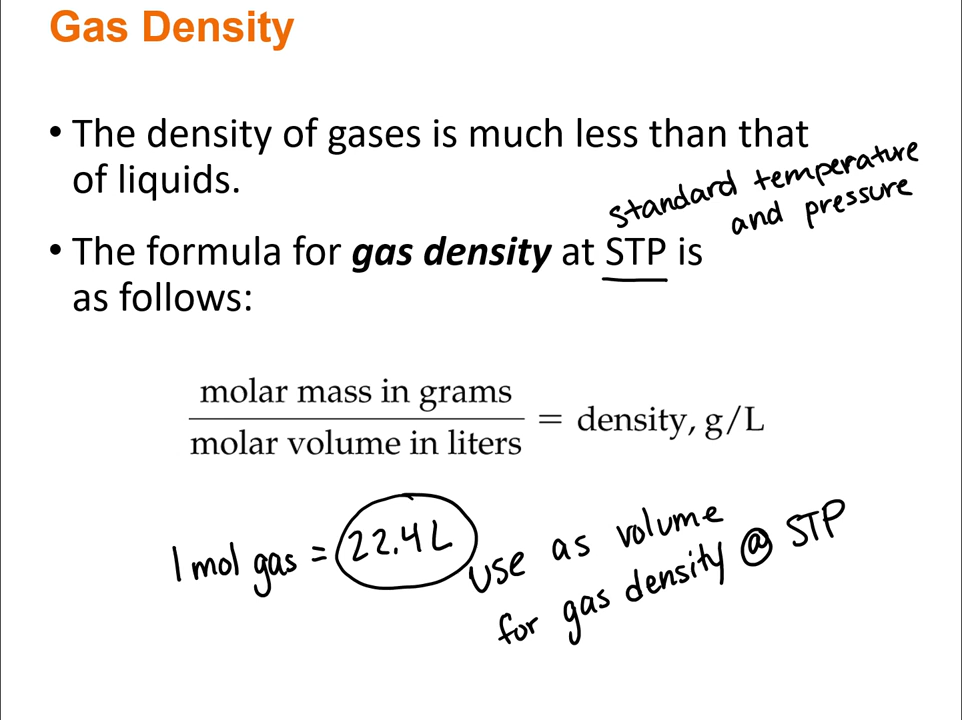 Gas Density
• The density of gases is much less than that
of liquids.
standard temperature
and pressure
• The formula for gas density at STP is
as follows:
molar mass in grams
molar volume in liters
= density, g/L
1 mol gas = 22.4 L
use as volume
for gas density @ STP